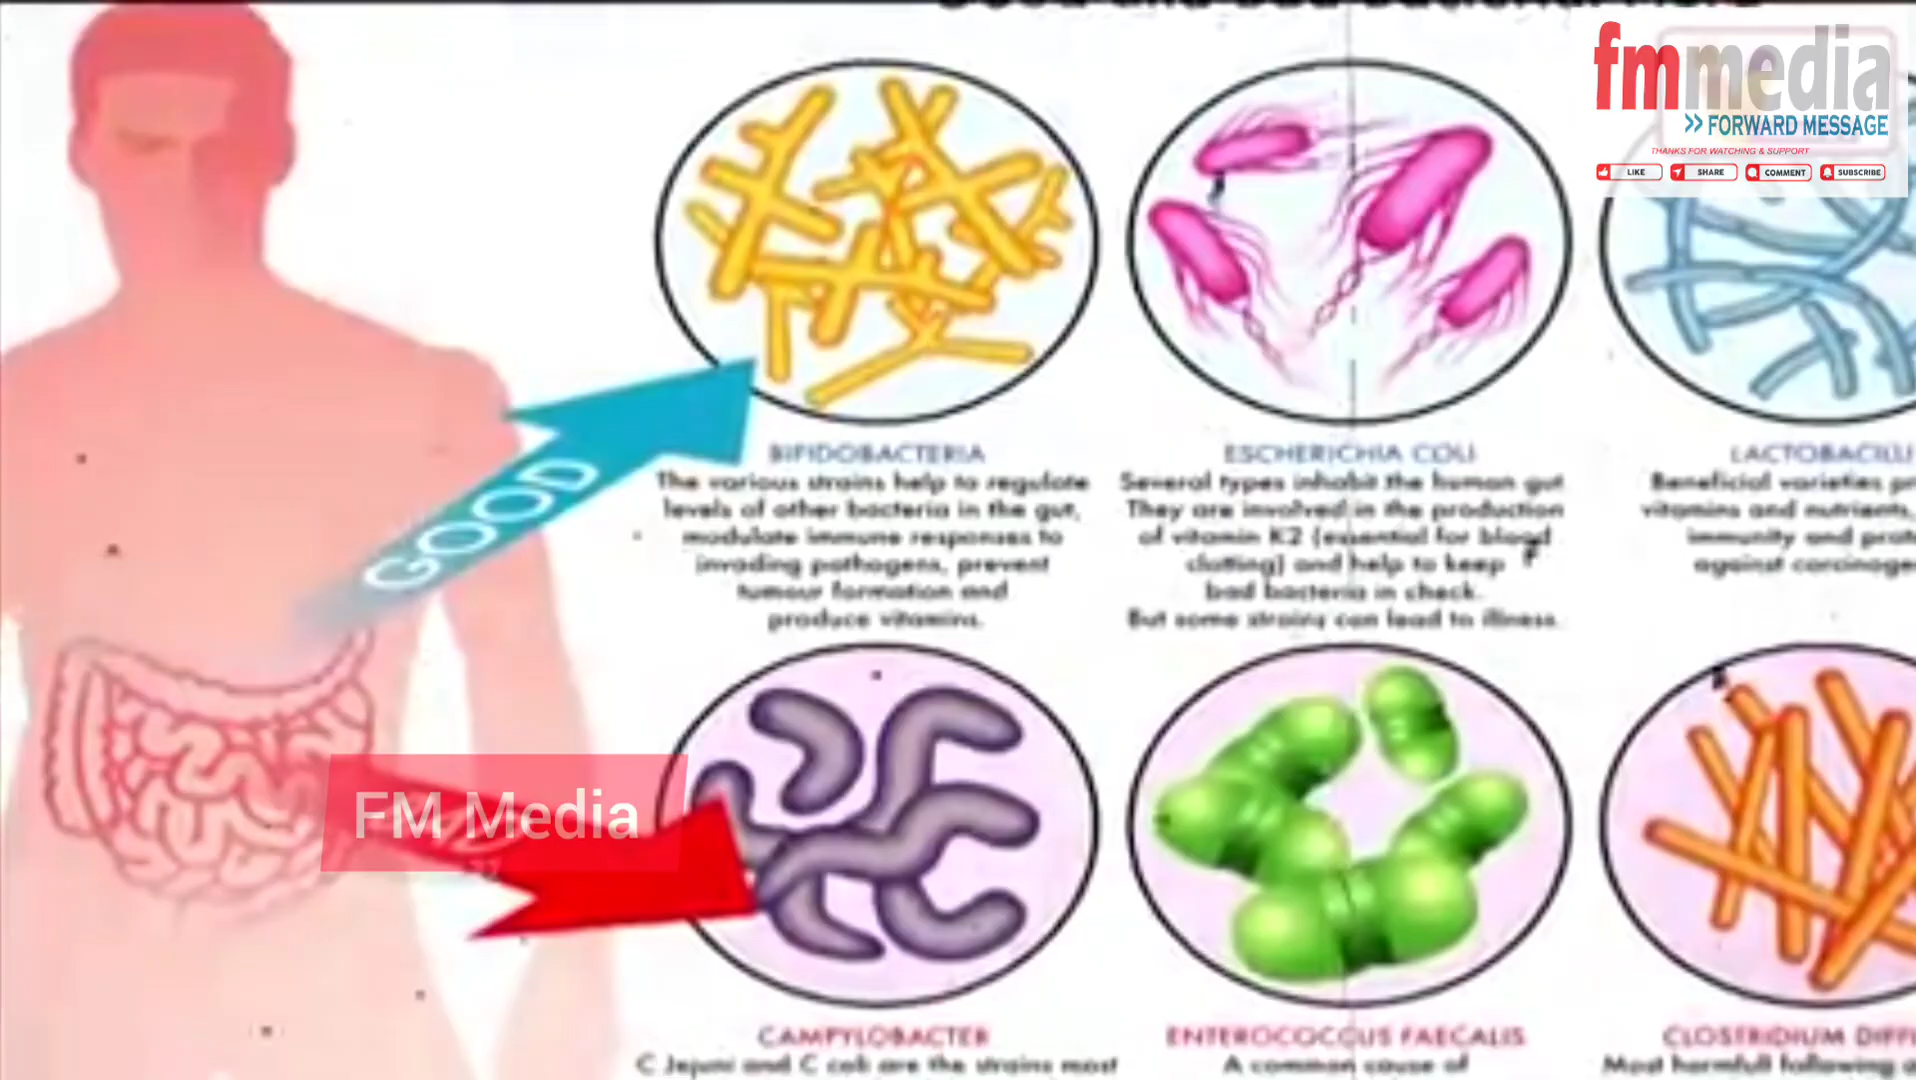 fmmedia
>> FORWARD MESSAGE
THANKS FOR WATCHING & SUPPORT
LIKE SHARE COMMENT SUBSCRIBE
GOOD
BIFIDOBACTERIA
The various strains help to regulate
levels of other bacteria in the gut,
modulate immune responses to
invading pathogens, prevent
tumour formation and
produce vitamins.
ESCHERICHIA COLI
Several types inhabit the human gut
They are involved in the production
of vitamin K2 (essential for blood
clotting) and help to keep
bad bacteria in check.
But some strains can lead to illness.
LACTOBACILLI
Beneficial varieties
vitamins and nutrients,
immunity and
against
FM Media
CAMPYLOBACTER
C Jejuni and C coli are the strains most
ENTEROCOCCUS FAECALIS
A common cause of
CLOSTRIDIUM
Most harmfull following